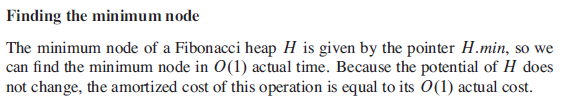 Finding the minimum node
The minimum node of a Fibonacci heap H is given by the pointer H.min, so we
can find the minimum node in O(1) actual time. Because the potential of H does
not change, the amortized cost of this operation is equal to its O(1) actual cost.